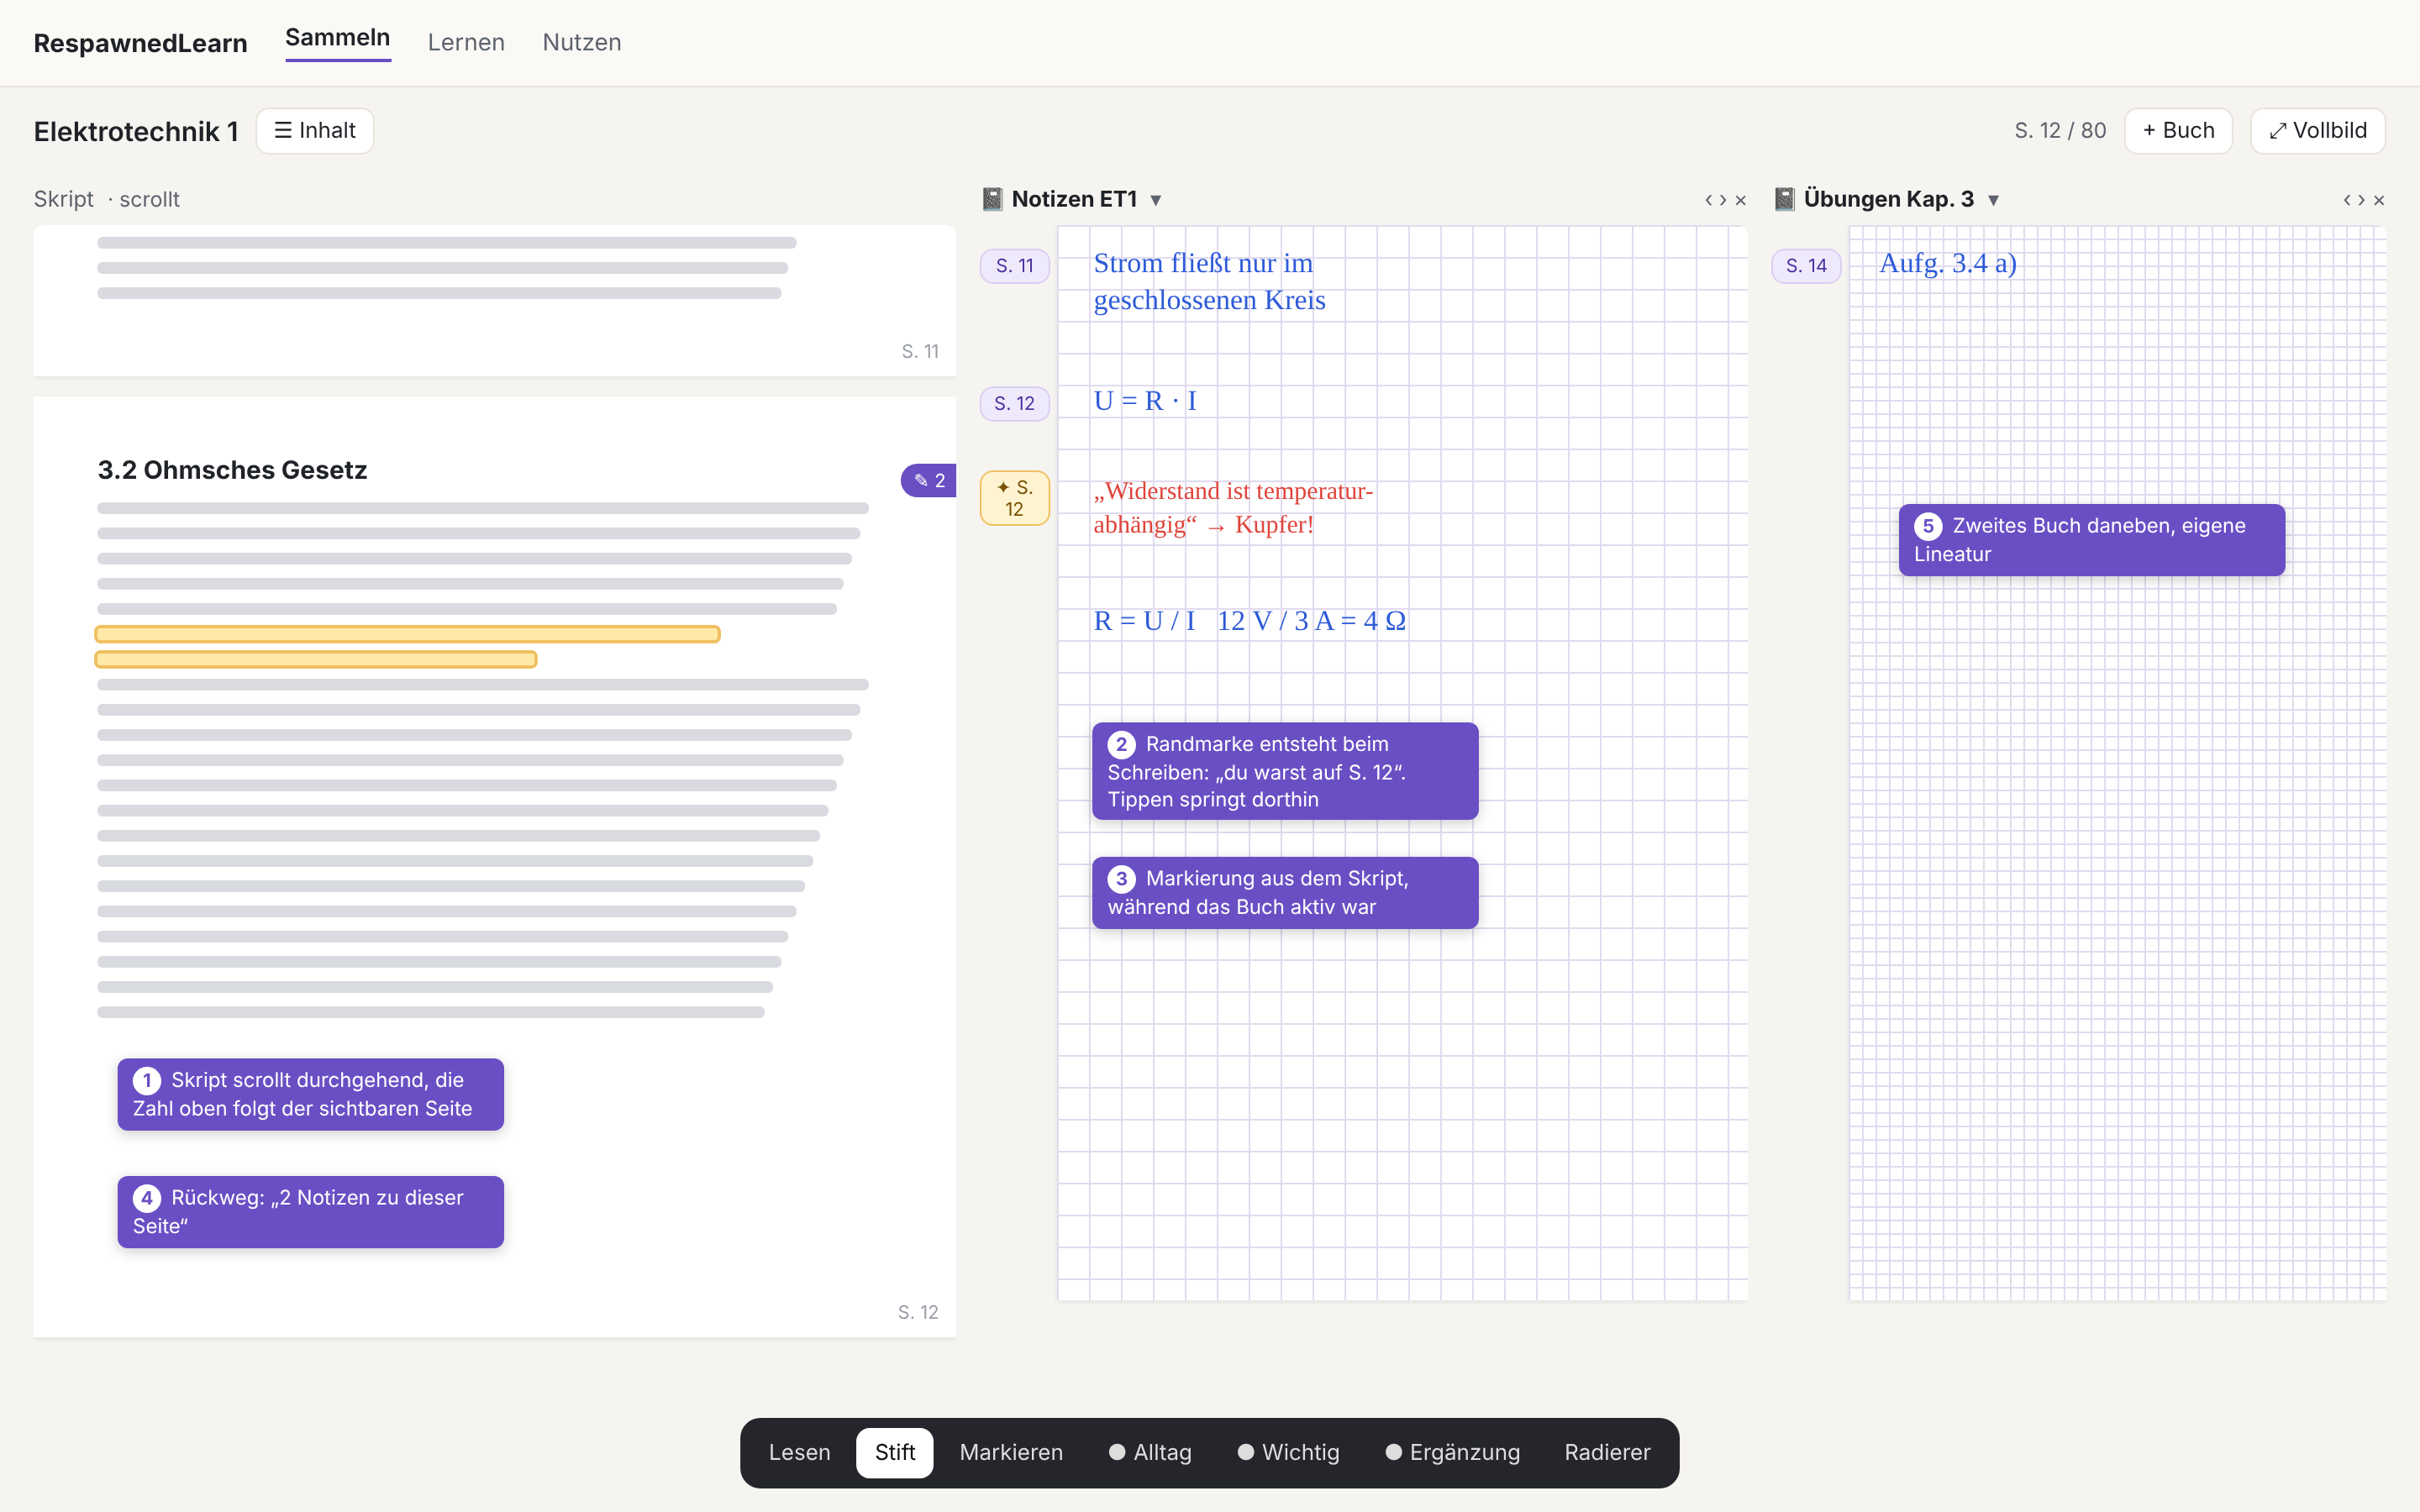 RespawnedLearn Sammeln Lernen Nutzen
Elektrotechnik 1 ☰ Inhalt S. 12 / 80 + Buch ⤢ Vollbild
Skript · scrollt
S. 11
3.2 Ohmsches Gesetz
✎ 2
1 Skript scrollt durchgehend, die
Zahl oben folgt der sichtbaren Seite
4 Rückweg: „2 Notizen zu dieser
Seite“
S. 12
Notizen ET1 ▾ ‹ › ×
S. 11
Strom fließt nur im
geschlossenen Kreis
S. 12
U = R · I
✦ S.
12
„Widerstand ist temperatur-
abhängig“ → Kupfer!
R = U / I 12 V / 3 A = 4 Ω
2 Randmarke entsteht beim
Schreiben: „du warst auf S. 12“.
Tippen springt dorthin
3 Markierung aus dem Skript,
während das Buch aktiv war
Übungen Kap. 3 ▾ ‹ › ×
S. 14
Aufg. 3.4 a)
5 Zweites Buch daneben, eigene
Lineatur
Lesen Stift Markieren ● Alltag ● Wichtig ● Ergänzung Radierer